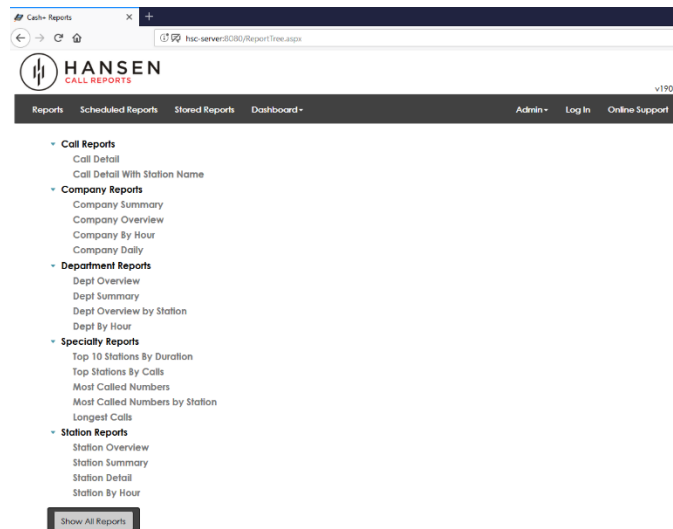 Cash+ Reports
hsc-server:8080/ReportTree.aspx
HANSEN
CALL REPORTS
v190
Reports Scheduled Reports Stored Reports Dashboard Admin Log In Online Support
Call Reports
Call Detail
Call Detail With Station Name
Company Reports
Company Summary
Company Overview
Company By Hour
Company Daily
Department Reports
Dept Overview
Dept Summary
Dept Overview by Station
Dept By Hour
Specialty Reports
Top 10 Stations By Duration
Top Stations By Calls
Most Called Numbers
Most Called Numbers by Station
Longest Calls
Station Reports
Station Overview
Station Summary
Station Detail
Station By Hour
Show All Reports